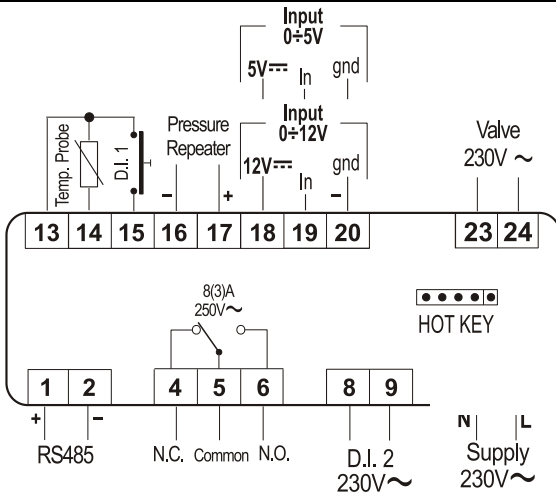 Input
0÷5V
5V⎓ In gnd
Input
0÷12V
12V⎓ In gnd
–
Temp. Probe
D.I. 1
Pressure
Repeater
– +
Valve
230V ~
13 14 15 16 17 18 19 20 23 24
8(3)A
250V~
HOT KEY
1 2 4 5 6 8 9
+ – N L
RS485 N.C. Common N.O. D.I. 2 Supply
230V~ 230V~